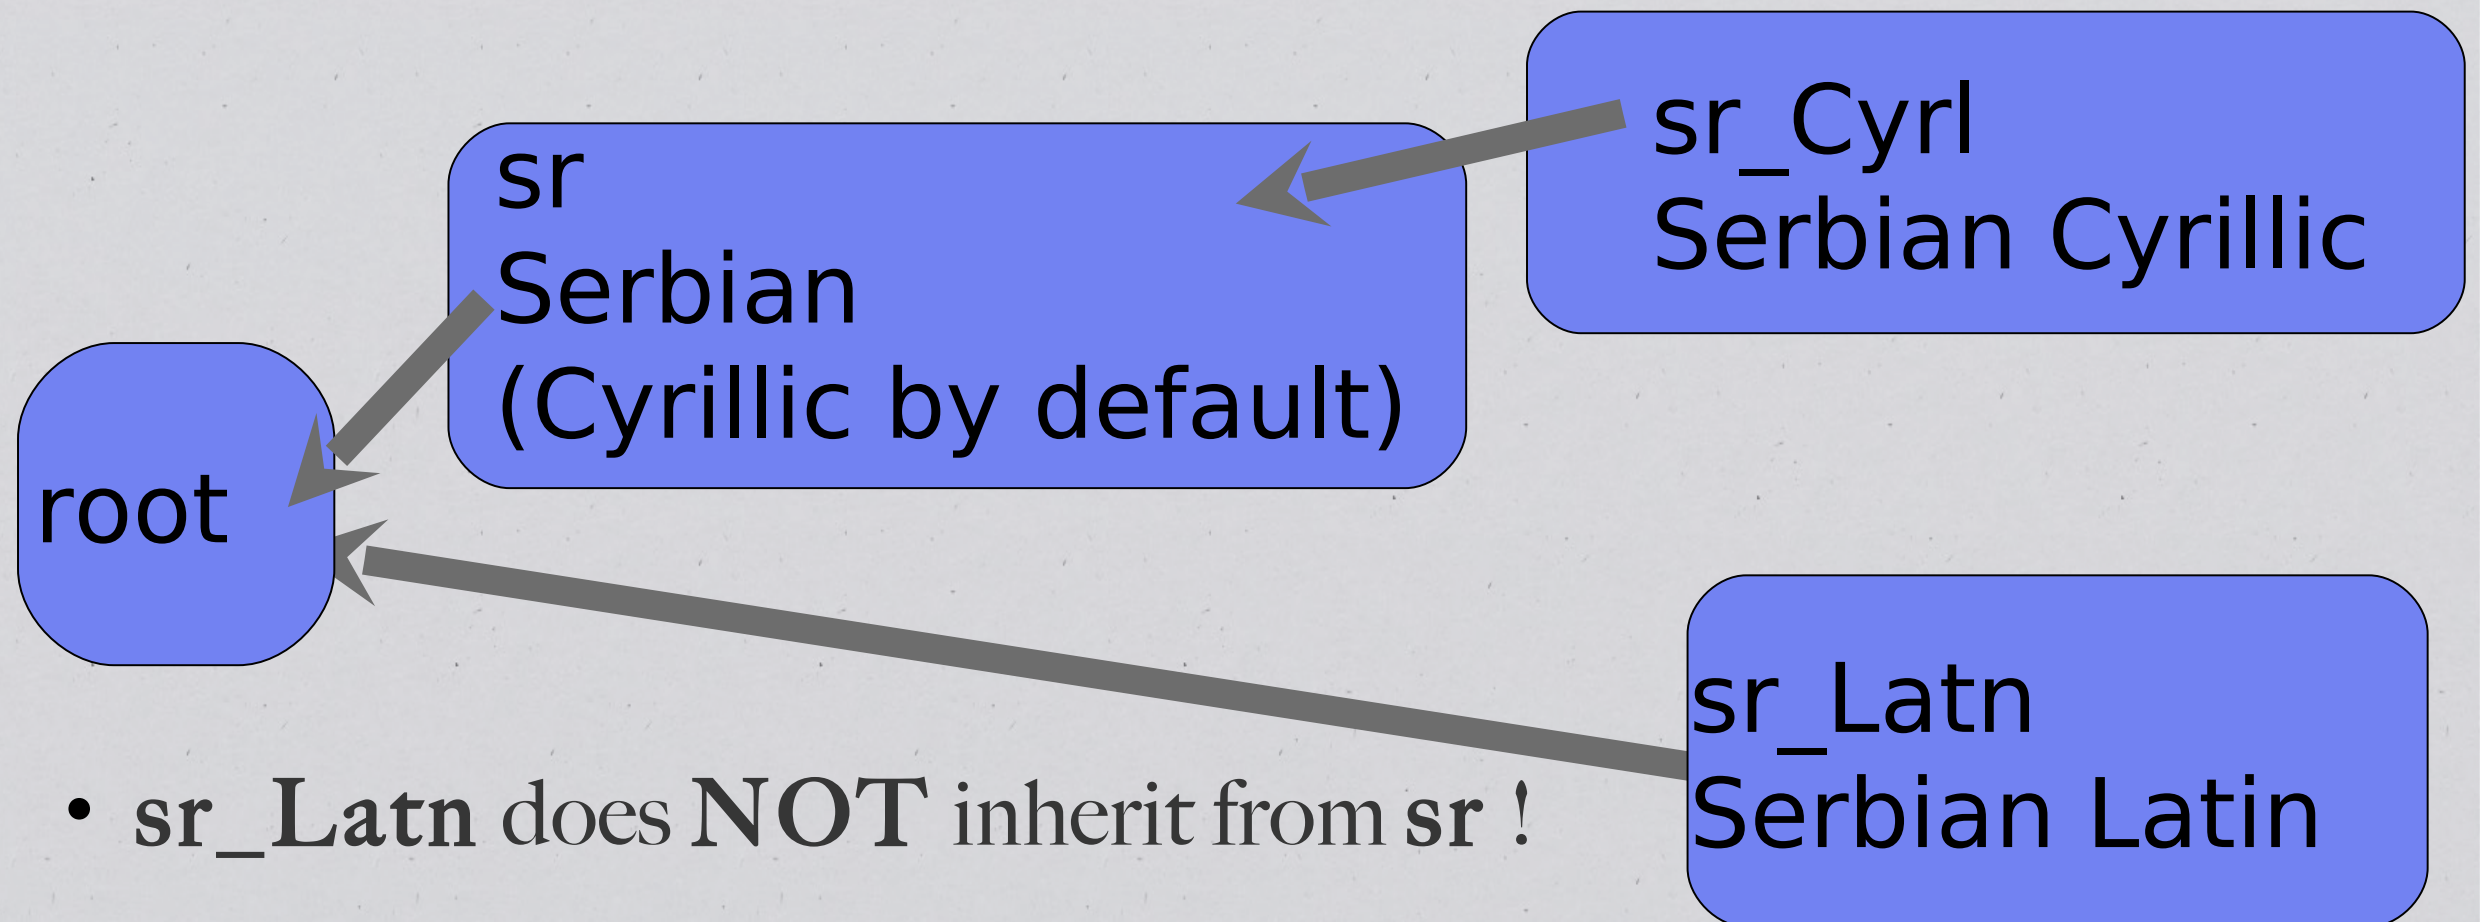 sr_Cyrl
Serbian Cyrillic
sr
Serbian
(Cyrillic by default)
root
sr_Latn
Serbian Latin
• sr_Latn does NOT inherit from sr !